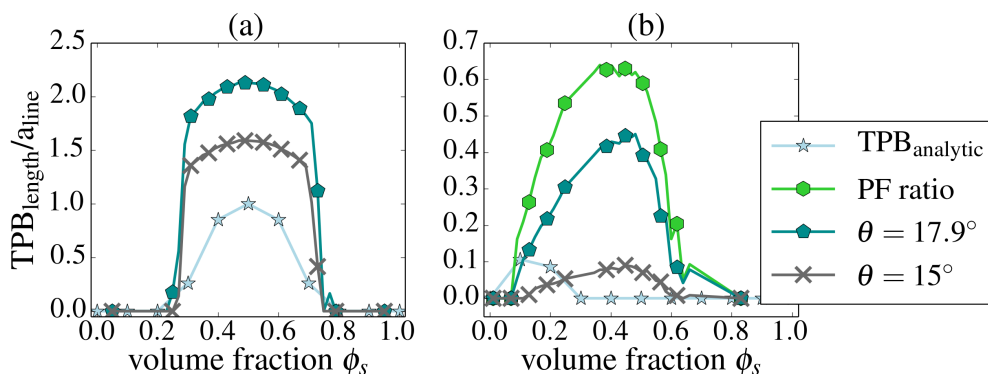 (a)
(b)
2.5
2.0
1.5
1.0
0.5
0.0
TPB_length/a_line
0.0 0.2 0.4 0.6 0.8 1.0
volume fraction ϕ_s
0.7
0.6
0.5
0.4
0.3
0.2
0.1
0.0
0.0 0.2 0.4 0.6 0.8 1.0
volume fraction ϕ_s
TPB_analytic
PF ratio
θ = 17.9°
θ = 15°